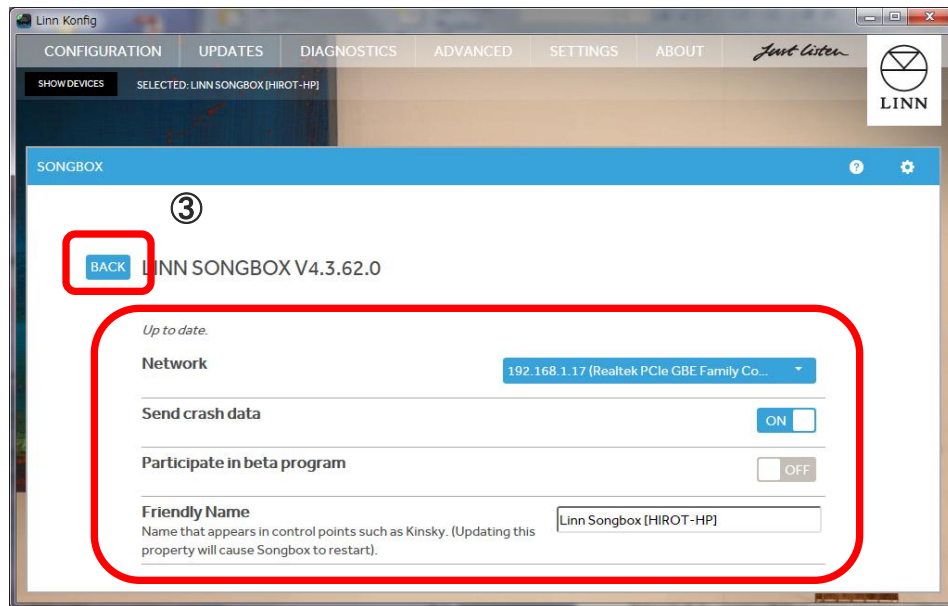 Linn Konfig
CONFIGURATION UPDATES DIAGNOSTICS ADVANCED SETTINGS ABOUT Just Listen
LINN
SHOW DEVICES SELECTED: LINN SONGBOX [HIROT-HP]
SONGBOX
③
BACK LINN SONGBOX V4.3.62.0
Up to date.
Network 192.168.1.17 (Realtek PCIe GBE Family Co...
Send crash data ON
Participate in beta program OFF
Friendly Name
Name that appears in control points such as Kinsky. (Updating this
property will cause Songbox to restart).
Linn Songbox [HIROT-HP]